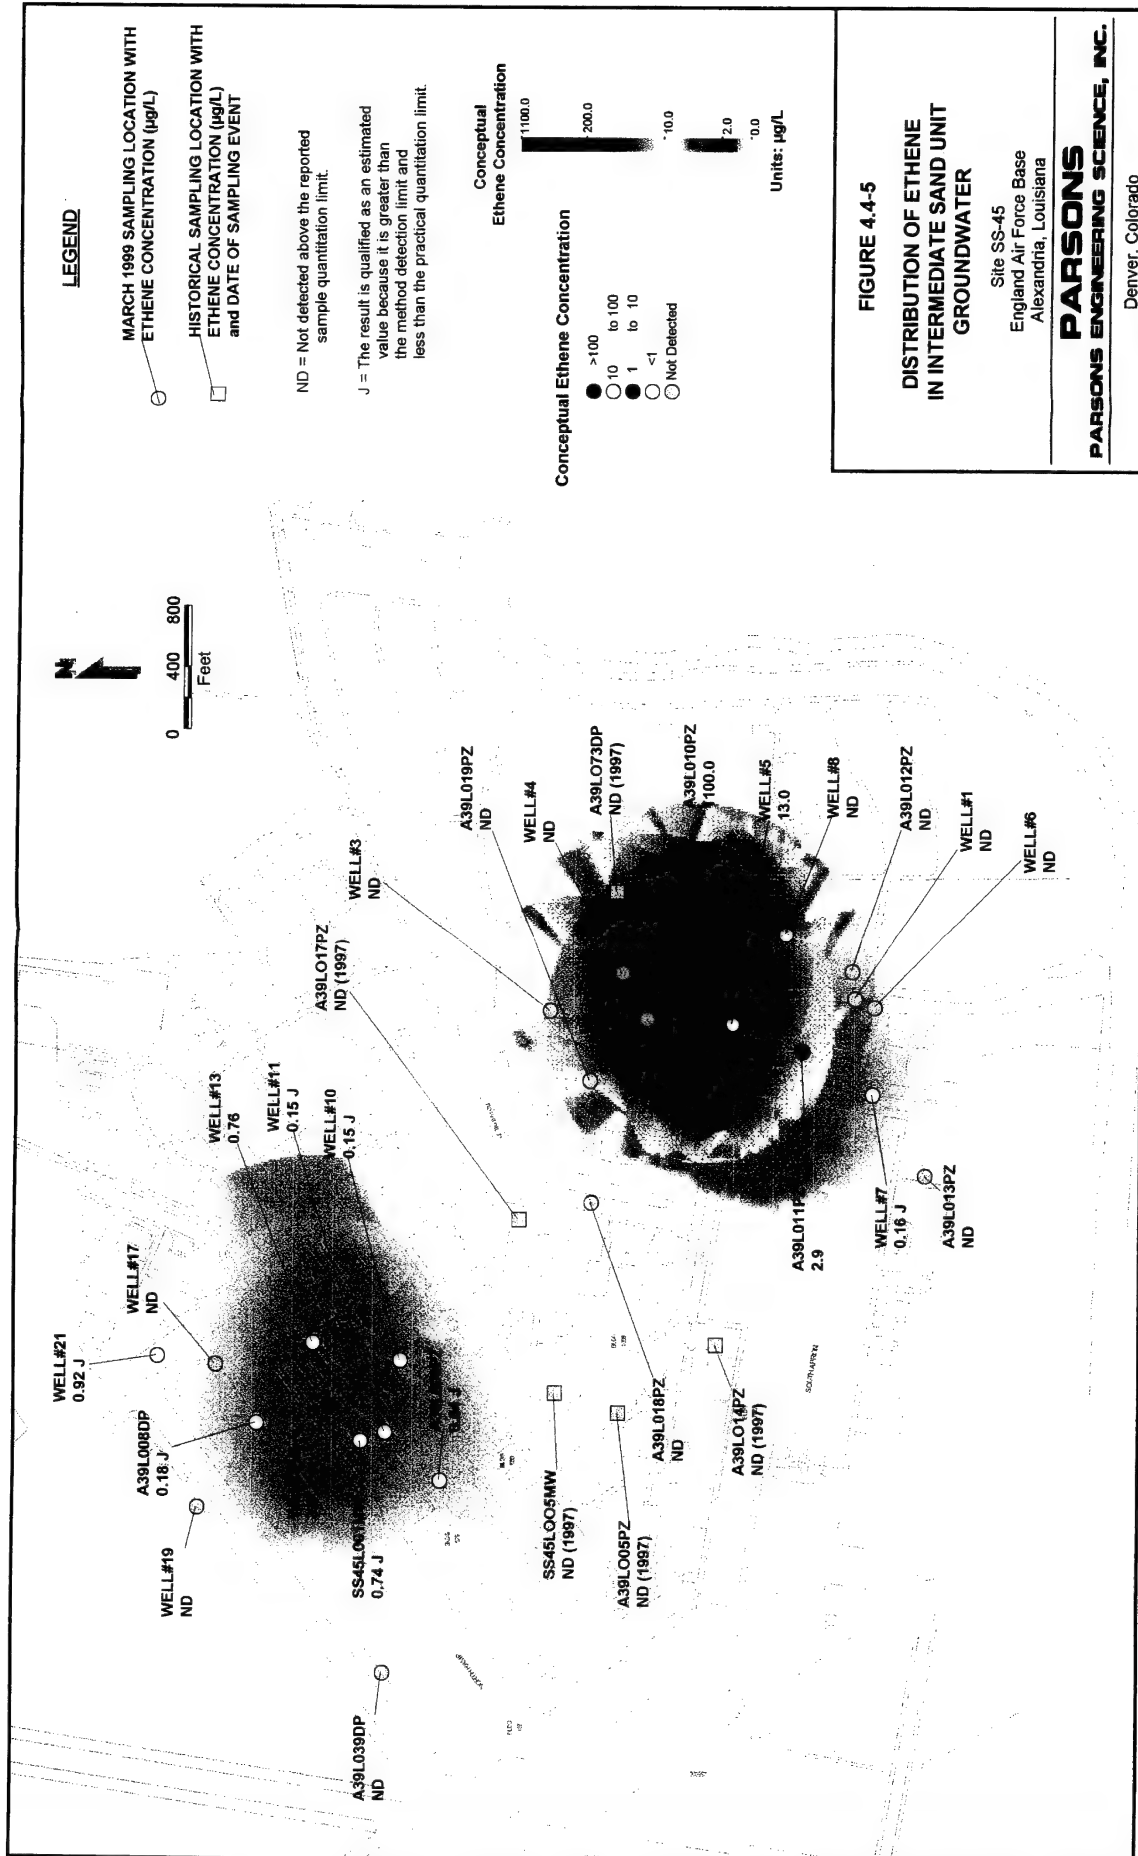 LEGEND
MARCH 1999 SAMPLING LOCATION WITH
ETHENE CONCENTRATION (µg/L)
HISTORICAL SAMPLING LOCATION WITH
ETHENE CONCENTRATION (µg/L)
and DATE OF SAMPLING EVENT
ND = Not detected above the reported
sample quantitation limit.
J = The result is qualified as an estimated
value because it is greater than
the method detection limit and
less than the practical quantitation limit.
Conceptual
Ethene Concentration
1100.0
200.0
10.0
2.0
0.0
Units: µg/L
Conceptual Ethene Concentration
>100
10 to 100
1 to 10
<1
Not Detected
N
0 400 800
Feet
WELL#21
0.92 J
WELL#17
ND
WELL#13
0.76
WELL#11
0.15 J
WELL#10
0.15 J
A39L008DP
0.18 J
WELL#19
ND
0.74 J
A39L039DP
ND
A39LO17PZ
ND (1997)
WELL#3
ND
A39L019PZ
ND
WELL#4
ND
A39LO73DP
ND (1997)
A39L010PZ
WELL#5
13.0
WELL#8
ND
A39L012PZ
ND
WELL#1
ND
WELL#6
ND
SS45LOO5MW
ND (1997)
A39LO05PZ
ND (1997)
A39L018PZ
ND
A39LO14PZ
ND (1997)
2.9
WELL#7
0.16 J
A39L013PZ
ND
FIGURE 4.4-5
DISTRIBUTION OF ETHENE
IN INTERMEDIATE SAND UNIT
GROUNDWATER
Site SS-45
England Air Force Base
Alexandria, Louisiana
PARSONS
PARSONS ENGINEERING SCIENCE, INC.
Denver, Colorado